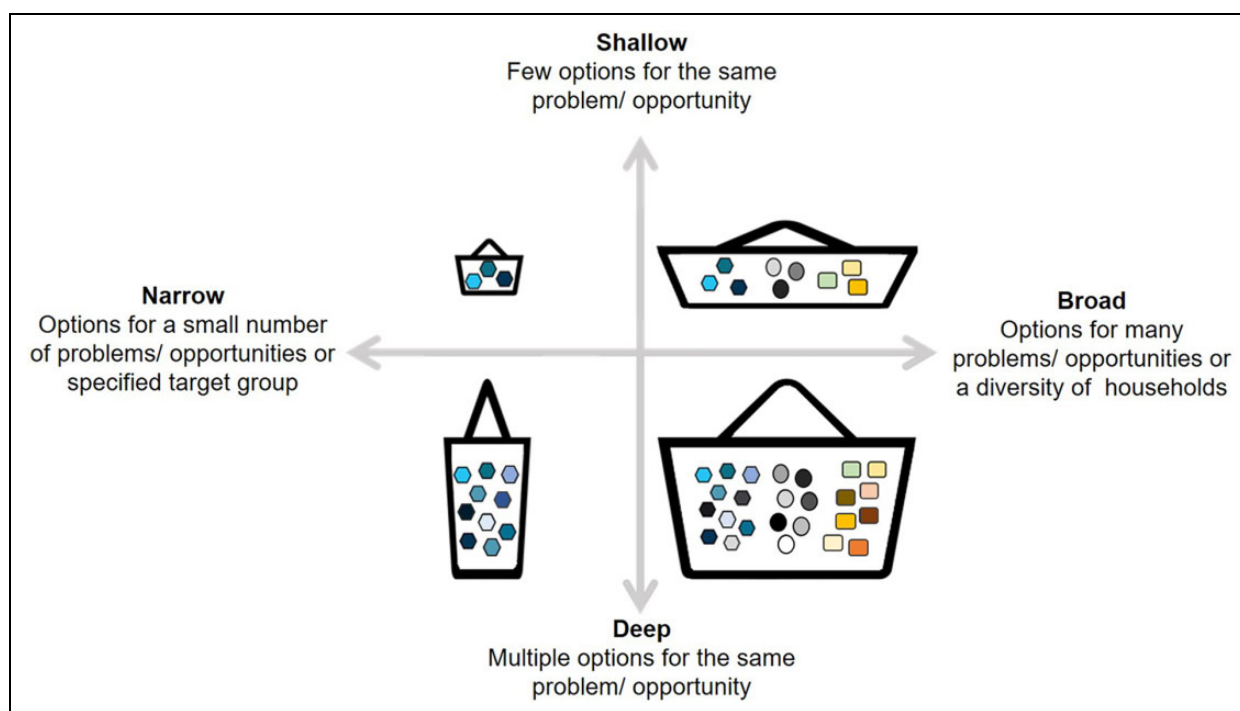 Shallow
Few options for the same
problem/ opportunity
Narrow
Options for a small number
of problems/ opportunities or
specified target group
Broad
Options for many
problems/ opportunities or
a diversity of households
Deep
Multiple options for the same
problem/ opportunity